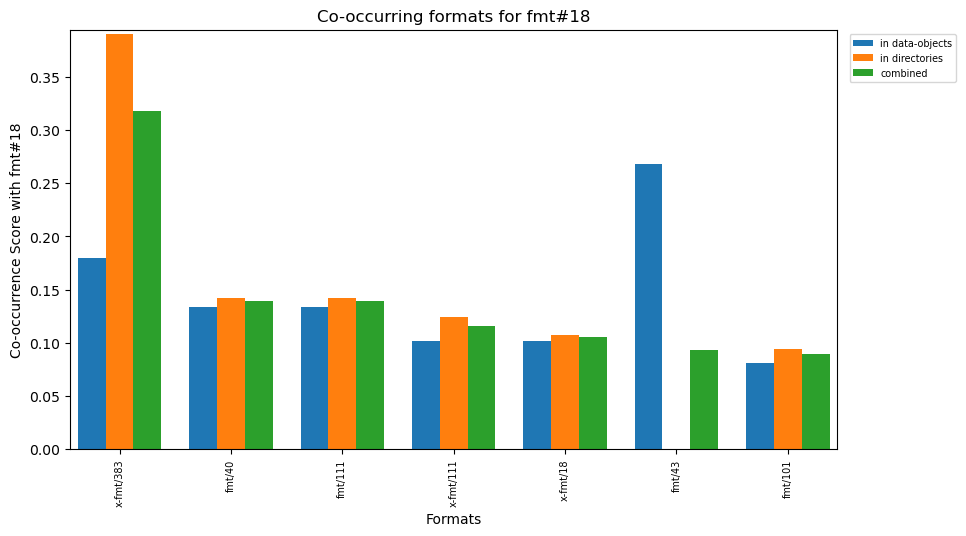 Co-occurring formats for fmt#18
in data-objects
in directories
combined
Co-occurrence Score with fmt#18
0.35
0.30
0.25
0.20
0.15
0.10
0.05
0.00
x-fmt/383
fmt/40
fmt/111
x-fmt/111
x-fmt/18
fmt/43
fmt/101
Formats